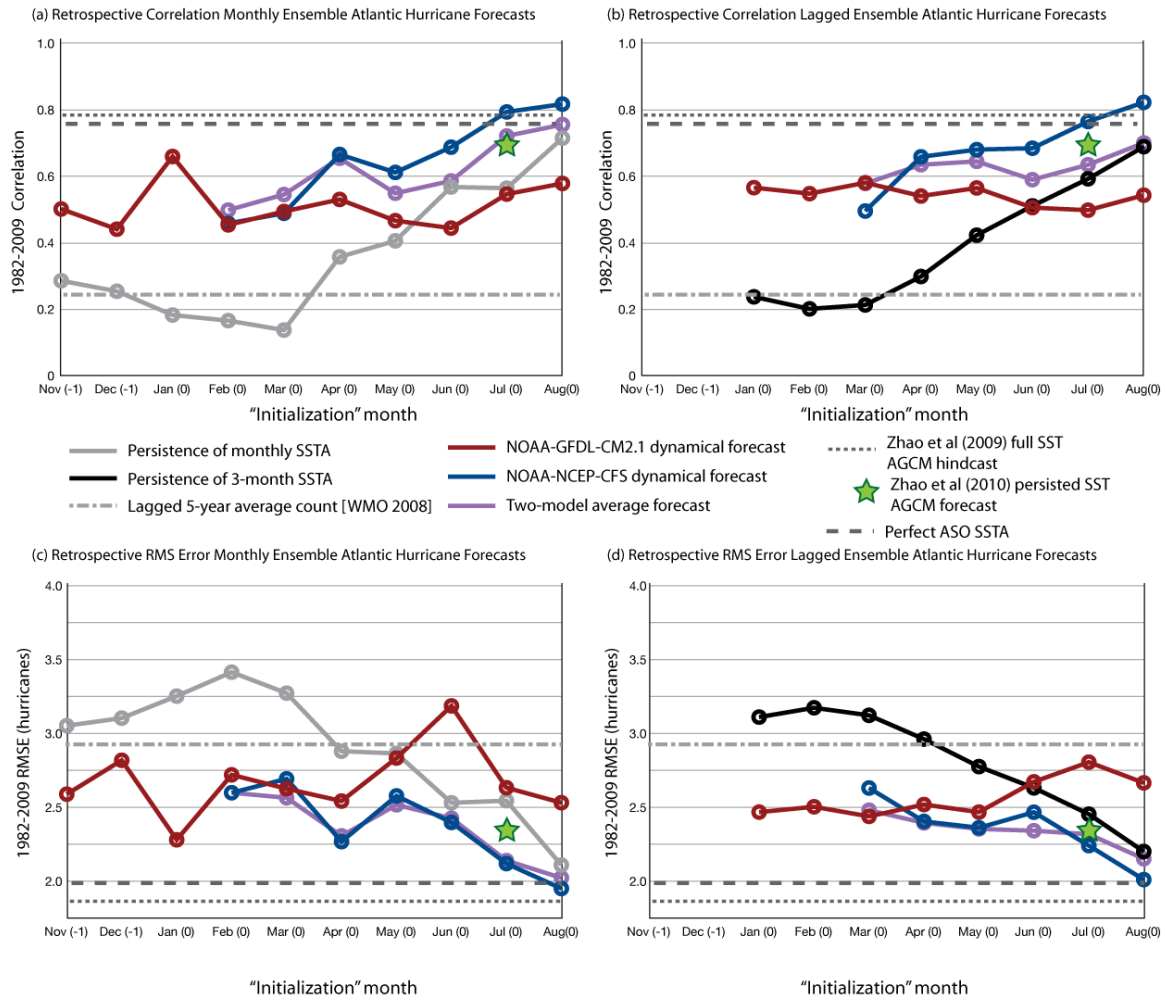 (a) Retrospective Correlation Monthly Ensemble Atlantic Hurricane Forecasts
1982-2009 Correlation
1.0
0.8
0.6
0.4
0.2
0
Nov (-1) Dec (-1) Jan (0) Feb (0) Mar (0) Apr (0) May (0) Jun (0) Jul (0) Aug(0)
"Initialization" month
(b) Retrospective Correlation Lagged Ensemble Atlantic Hurricane Forecasts
1982-2009 Correlation
1.0
0.8
0.6
0.4
0.2
0
Nov (-1) Dec (-1) Jan (0) Feb (0) Mar (0) Apr (0) May (0) Jun (0) Jul (0) Aug(0)
"Initialization" month
Persistence of monthly SSTA
Persistence of 3-month SSTA
Lagged 5-year average count [WMO 2008]
NOAA-GFDL-CM2.1 dynamical forecast
NOAA-NCEP-CFS dynamical forecast
Two-model average forecast
Zhao et al (2009) full SST
AGCM hindcast
Zhao et al (2010) persisted SST
AGCM forecast
Perfect ASO SSTA
(c) Retrospective RMS Error Monthly Ensemble Atlantic Hurricane Forecasts
1982-2009 RMSE (hurricanes)
4.0
3.5
3.0
2.5
2.0
Nov (-1) Dec (-1) Jan (0) Feb (0) Mar (0) Apr (0) May (0) Jun (0) Jul (0) Aug(0)
"Initialization" month
(d) Retrospective RMS Error Lagged Ensemble Atlantic Hurricane Forecasts
1982-2009 RMSE (hurricanes)
4.0
3.5
3.0
2.5
2.0
Nov (-1) Dec (-1) Jan (0) Feb (0) Mar (0) Apr (0) May (0) Jun (0) Jul (0) Aug(0)
"Initialization" month